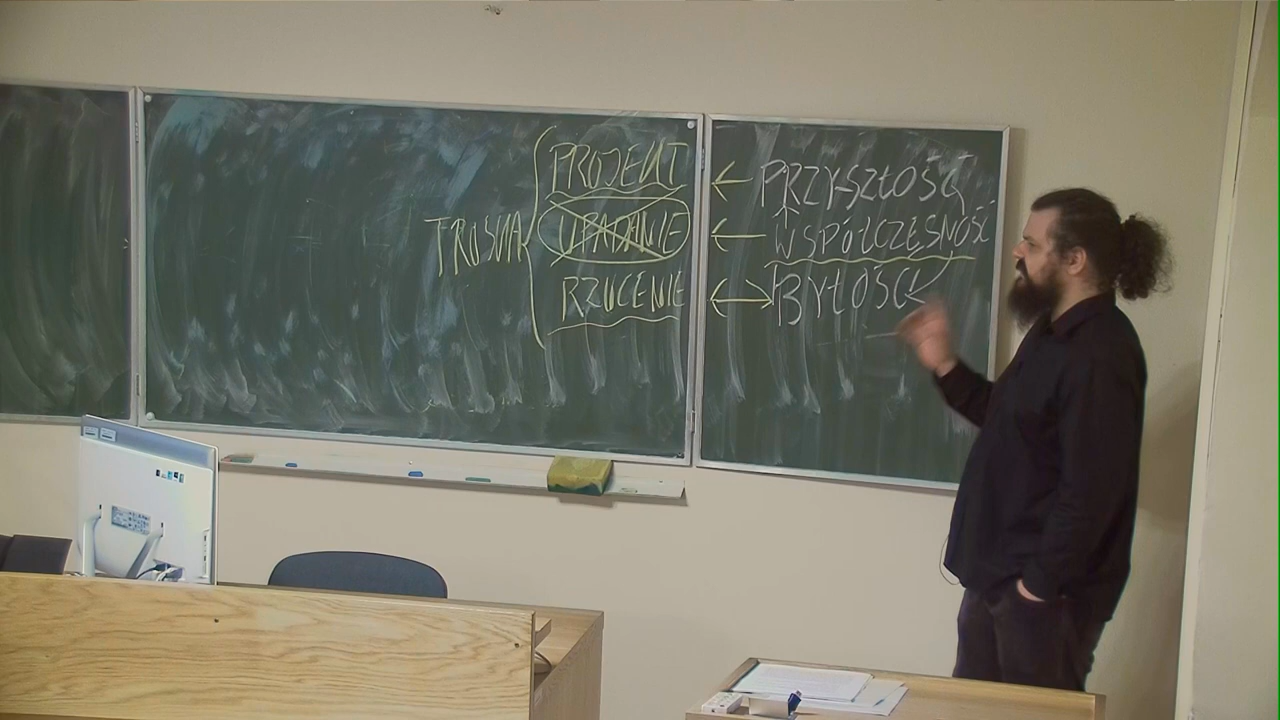 PROJEKT ← PRZYSZŁOŚĆ
TROSKA { UPADANIE ← WSPÓŁCZESNOŚĆ
RZUCENIE ↔ BYŁOŚĆ